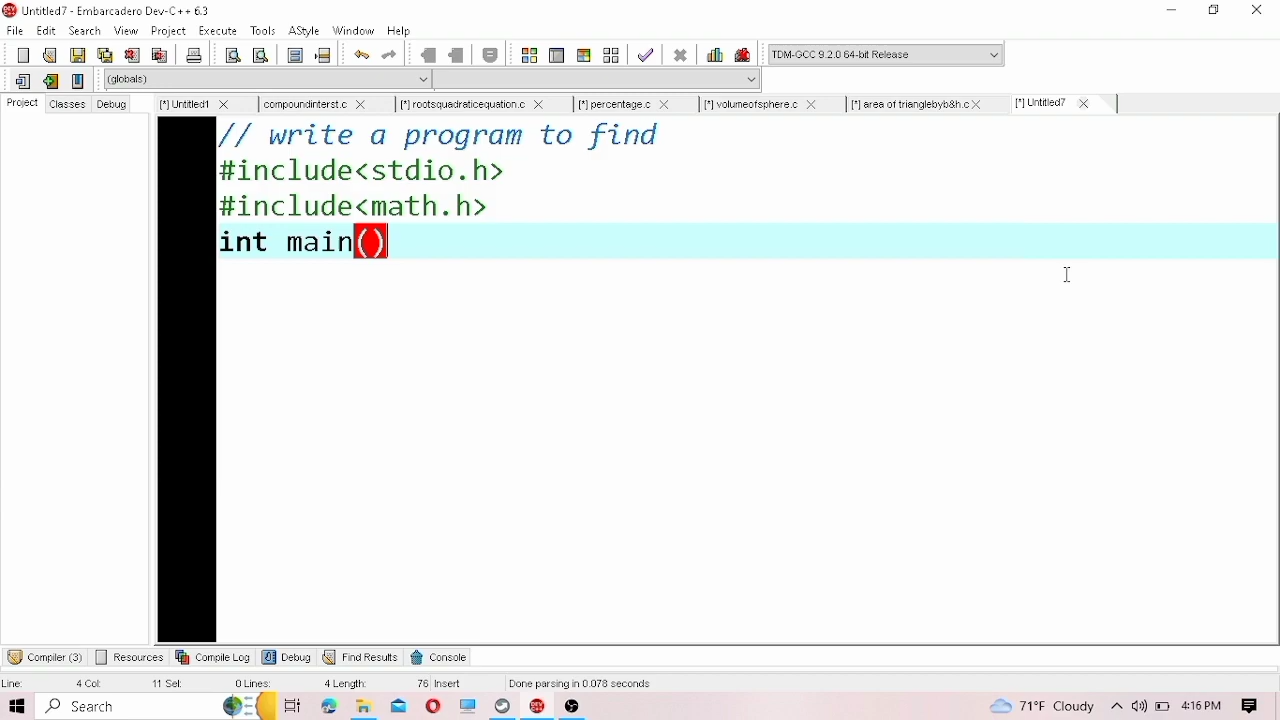 Untitled7 - Embarcadero Dev-C++ 6.3
File Edit Search View Project Execute Tools AStyle Window Help
TDM-GCC 9.2.0 64-bit Release
(globals)
Project Classes Debug [*] Untitled1 compoundinterst.c [*] rootsquadraticequation.c [*] percentage.c [*] volumeofsphere.c [*] area of trianglebyb&h.c [*] Untitled7
// write a program to find
#include<stdio.h>
#include<math.h>
int main()
Compiler (3) Resources Compile Log Debug Find Results Console
Line: 4 Col: 11 Sel: 0 Lines: 4 Length: 76 Insert Done parsing in 0.078 seconds
Search 71°F Cloudy 4:16 PM